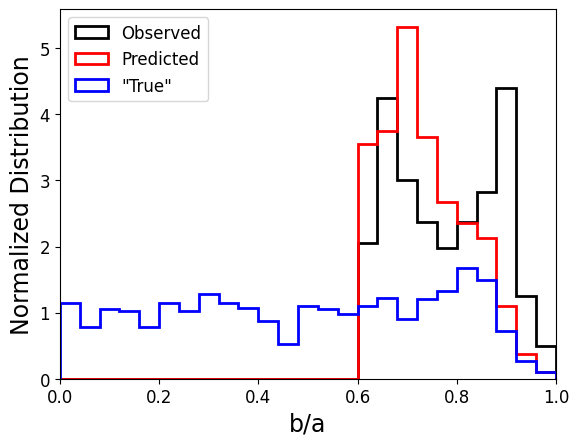 Observed
Predicted
"True"
Normalized Distribution
5
4
3
2
1
0
0.0 0.2 0.4 0.6 0.8 1.0
b/a